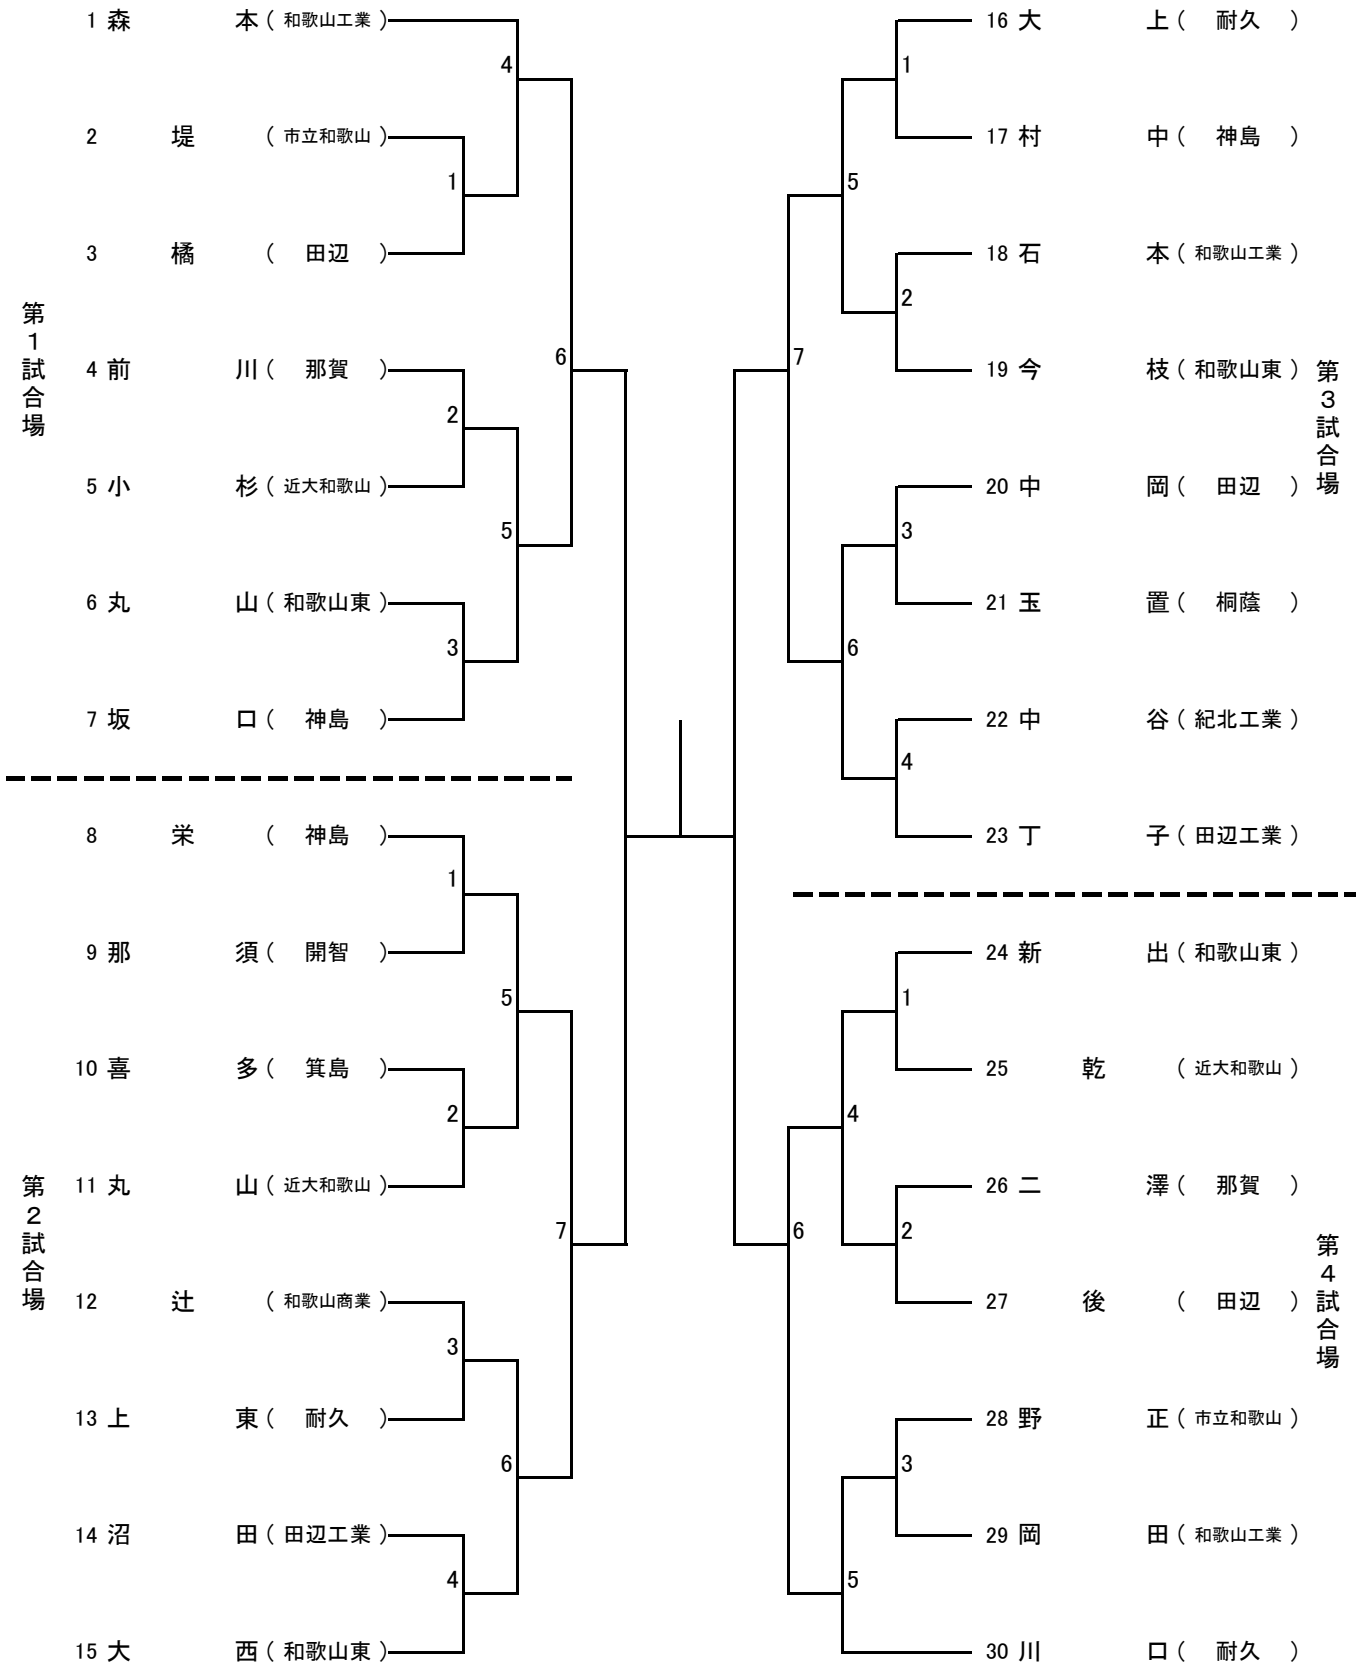 第1試合場
1 森 本 ( 和歌山工業 )
4
2 堤 ( 市立和歌山 )
1
3 橘 ( 田辺 )
6
4 前 川 ( 那賀 )
2
5 小 杉 ( 近大和歌山 )
5
6 丸 山 ( 和歌山東 )
3
7 坂 口 ( 神島 )
第2試合場
8 栄 ( 神島 )
1
9 那 須 ( 開智 )
5
10 喜 多 ( 箕島 )
2
11 丸 山 ( 近大和歌山 )
7
12 辻 ( 和歌山商業 )
3
13 上 東 ( 耐久 )
6
14 沼 田 ( 田辺工業 )
4
15 大 西 ( 和歌山東 )
第3試合場
16 大 上 ( 耐久 )
1
17 村 中 ( 神島 )
5
18 石 本 ( 和歌山工業 )
2
19 今 枝 ( 和歌山東 )
7
20 中 岡 ( 田辺 )
3
21 玉 置 ( 桐蔭 )
6
22 中 谷 ( 紀北工業 )
4
23 丁 子 ( 田辺工業 )
第4試合場
24 新 出 ( 和歌山東 )
1
25 乾 ( 近大和歌山 )
4
26 二 澤 ( 那賀 )
2
27 後 ( 田辺 )
6
28 野 正 ( 市立和歌山 )
3
29 岡 田 ( 和歌山工業 )
5
30 川 口 ( 耐久 )